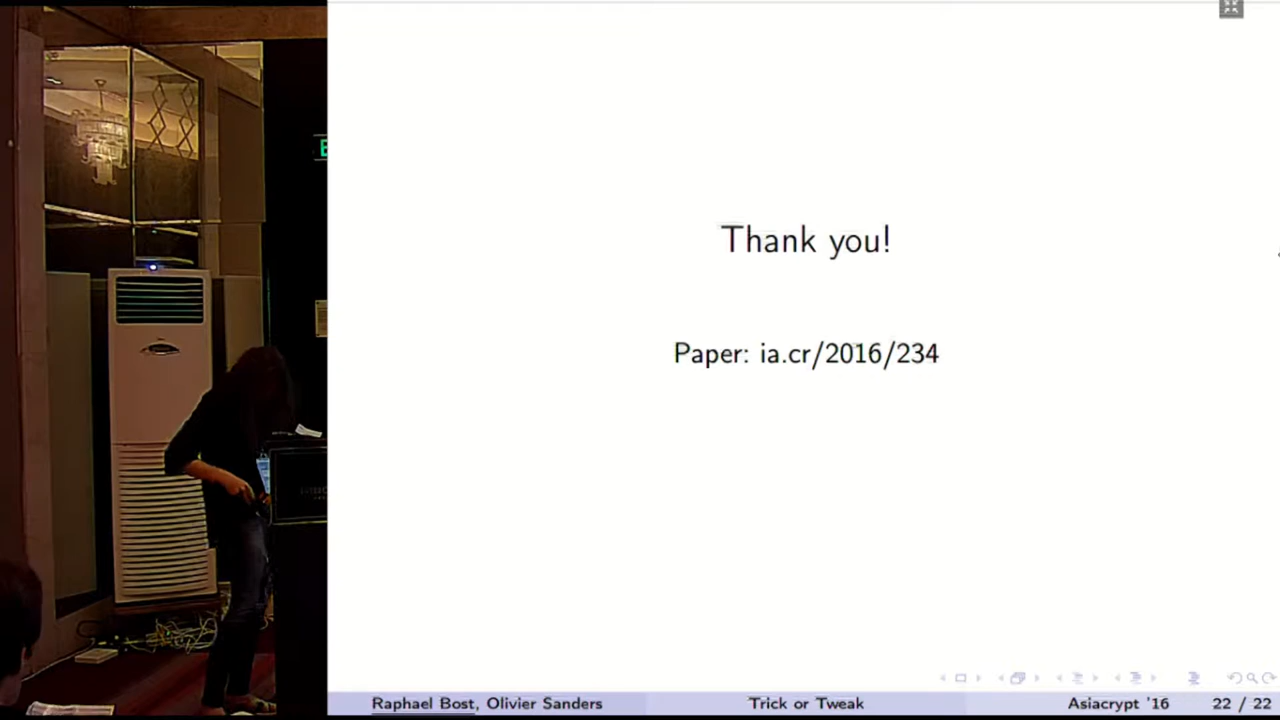 Thank you!
Paper: ia.cr/2016/234
Raphael Bost, Olivier Sanders Trick or Tweak Asiacrypt '16 22 / 22